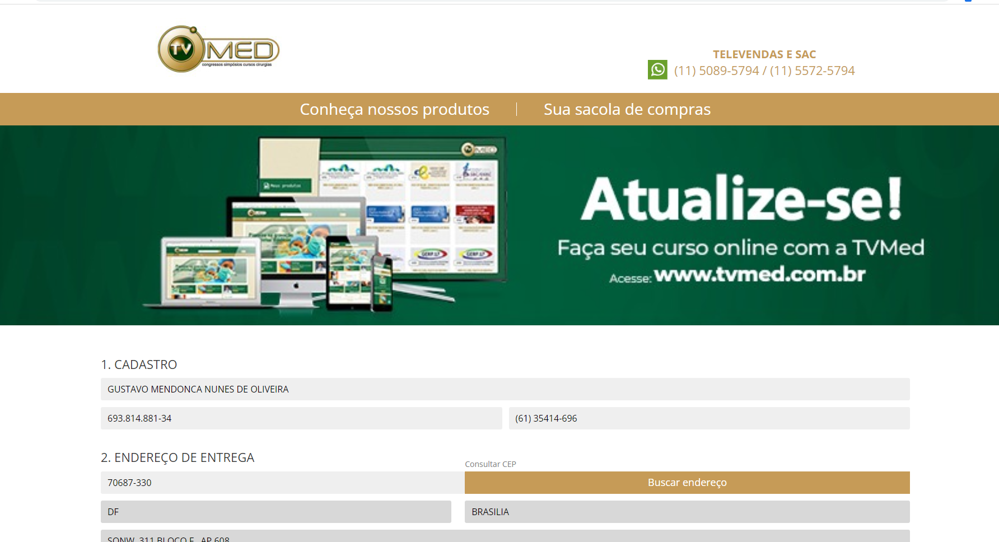 TV MED
congressos simpósios cursos cirurgias
TELEVENDAS E SAC
(11) 5089-5794 / (11) 5572-5794
Conheça nossos produtos
Sua sacola de compras
Meus produtos
Atualize-se!
Faça seu curso online com a TVMed
Acesse: www.tvmed.com.br
1. CADASTRO
GUSTAVO MENDONCA NUNES DE OLIVEIRA
693.814.881-34
(61) 35414-696
2. ENDEREÇO DE ENTREGA
Consultar CEP
70687-330
Buscar endereço
DF
BRASILIA
SQNW, 311 BLOCO F , AP 608